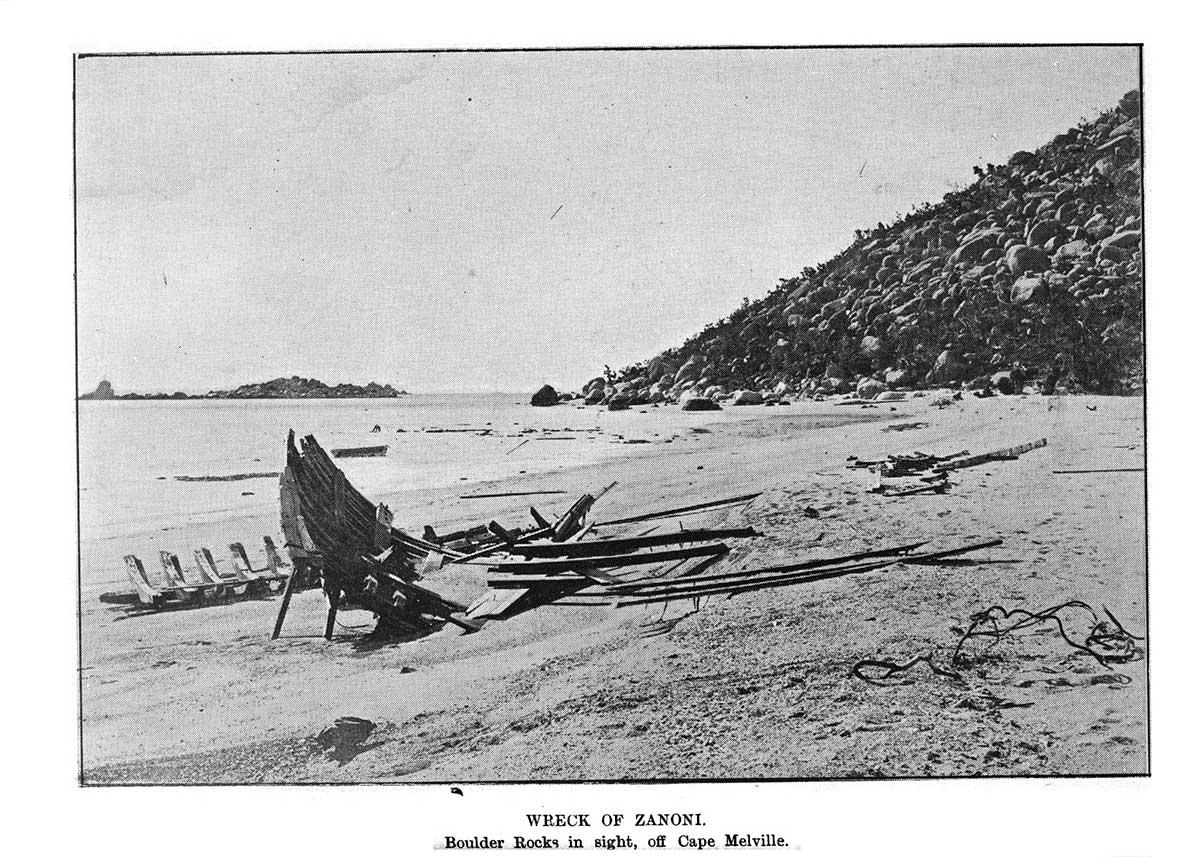 WRECK OF ZANONI.
Boulder Rocks in sight, off Cape Melville.